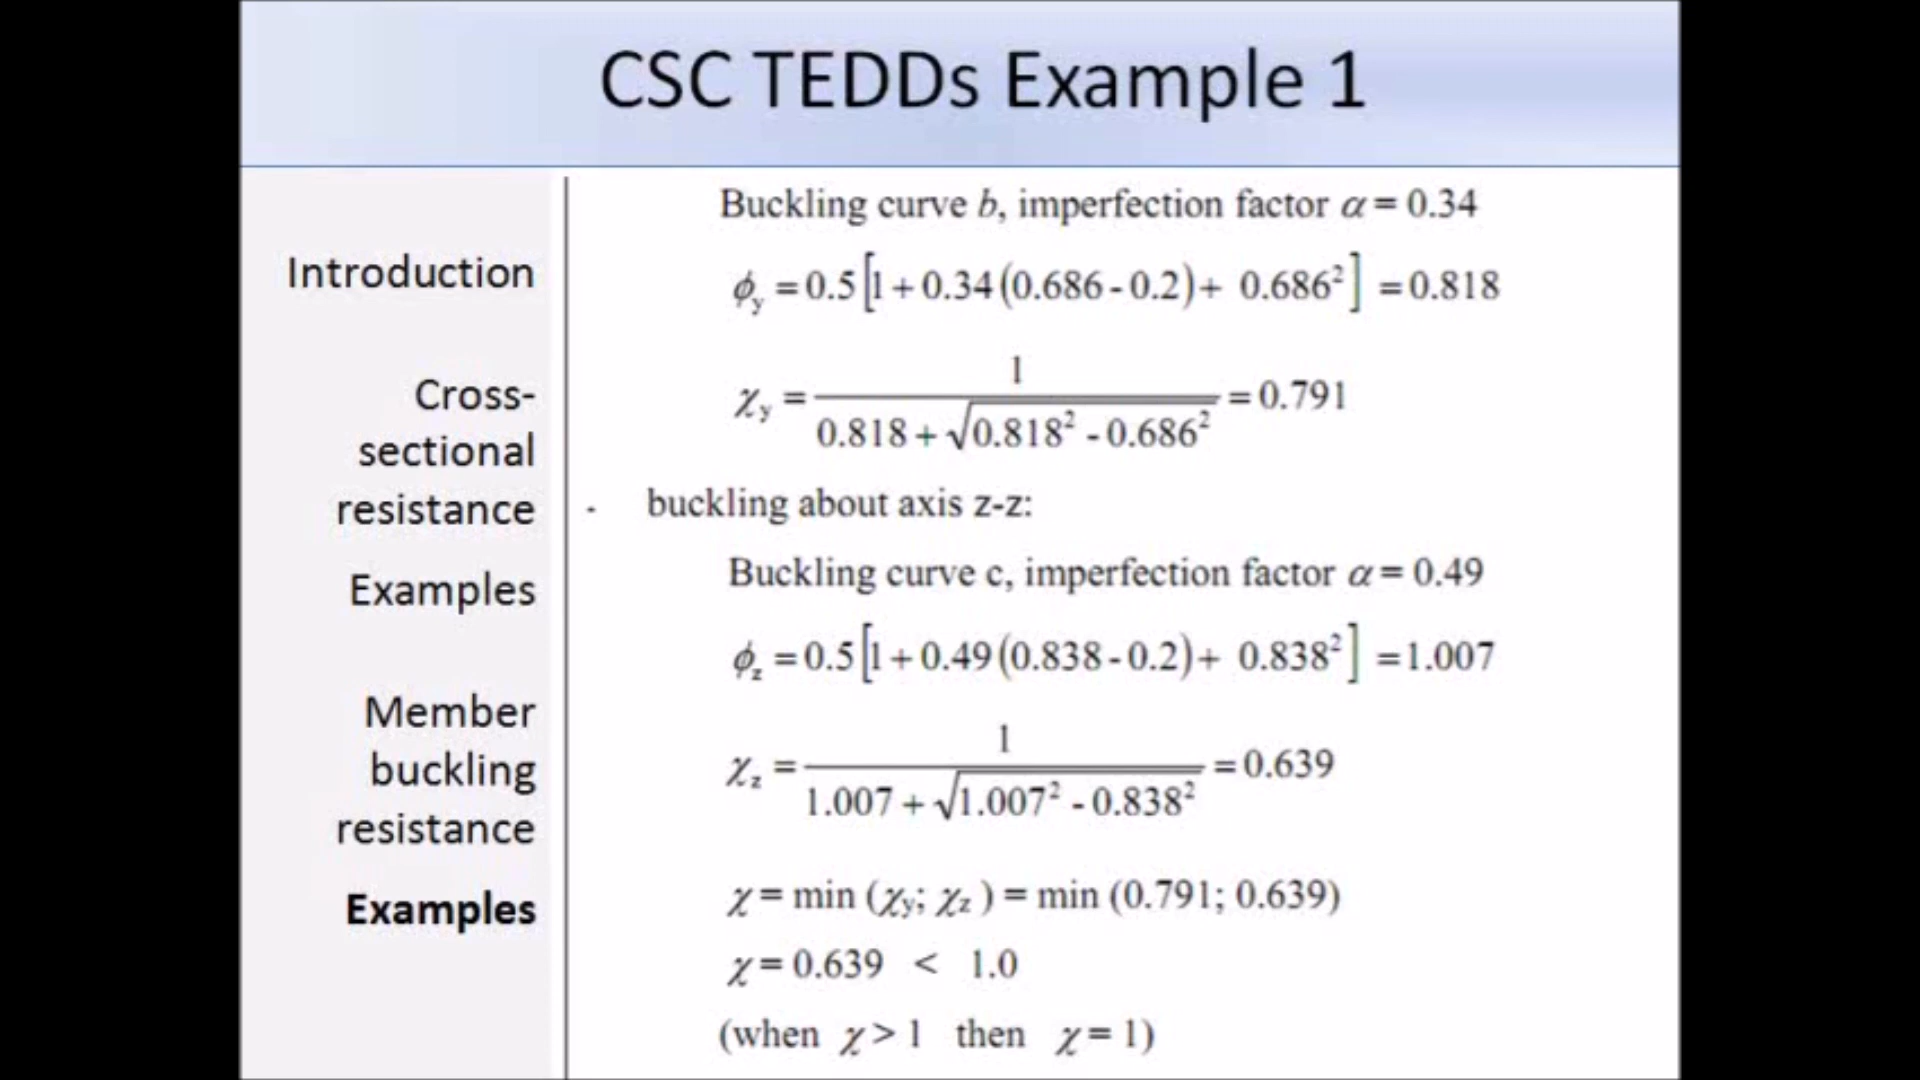 CSC TEDDs Example 1
Introduction
Cross-
sectional
resistance
Examples
Member
buckling
resistance
Examples
Buckling curve b, imperfection factor α = 0.34
ϕy = 0.5 [1 + 0.34 (0.686 - 0.2) + 0.686²] = 0.818
χy = 1 / (0.818 + √(0.818² - 0.686²)) = 0.791
- buckling about axis z-z:
Buckling curve c, imperfection factor α = 0.49
ϕz = 0.5 [1 + 0.49 (0.838 - 0.2) + 0.838²] = 1.007
χz = 1 / (1.007 + √(1.007² - 0.838²)) = 0.639
χ = min (χy; χz ) = min (0.791; 0.639)
χ = 0.639 < 1.0
(when χ > 1 then χ = 1)